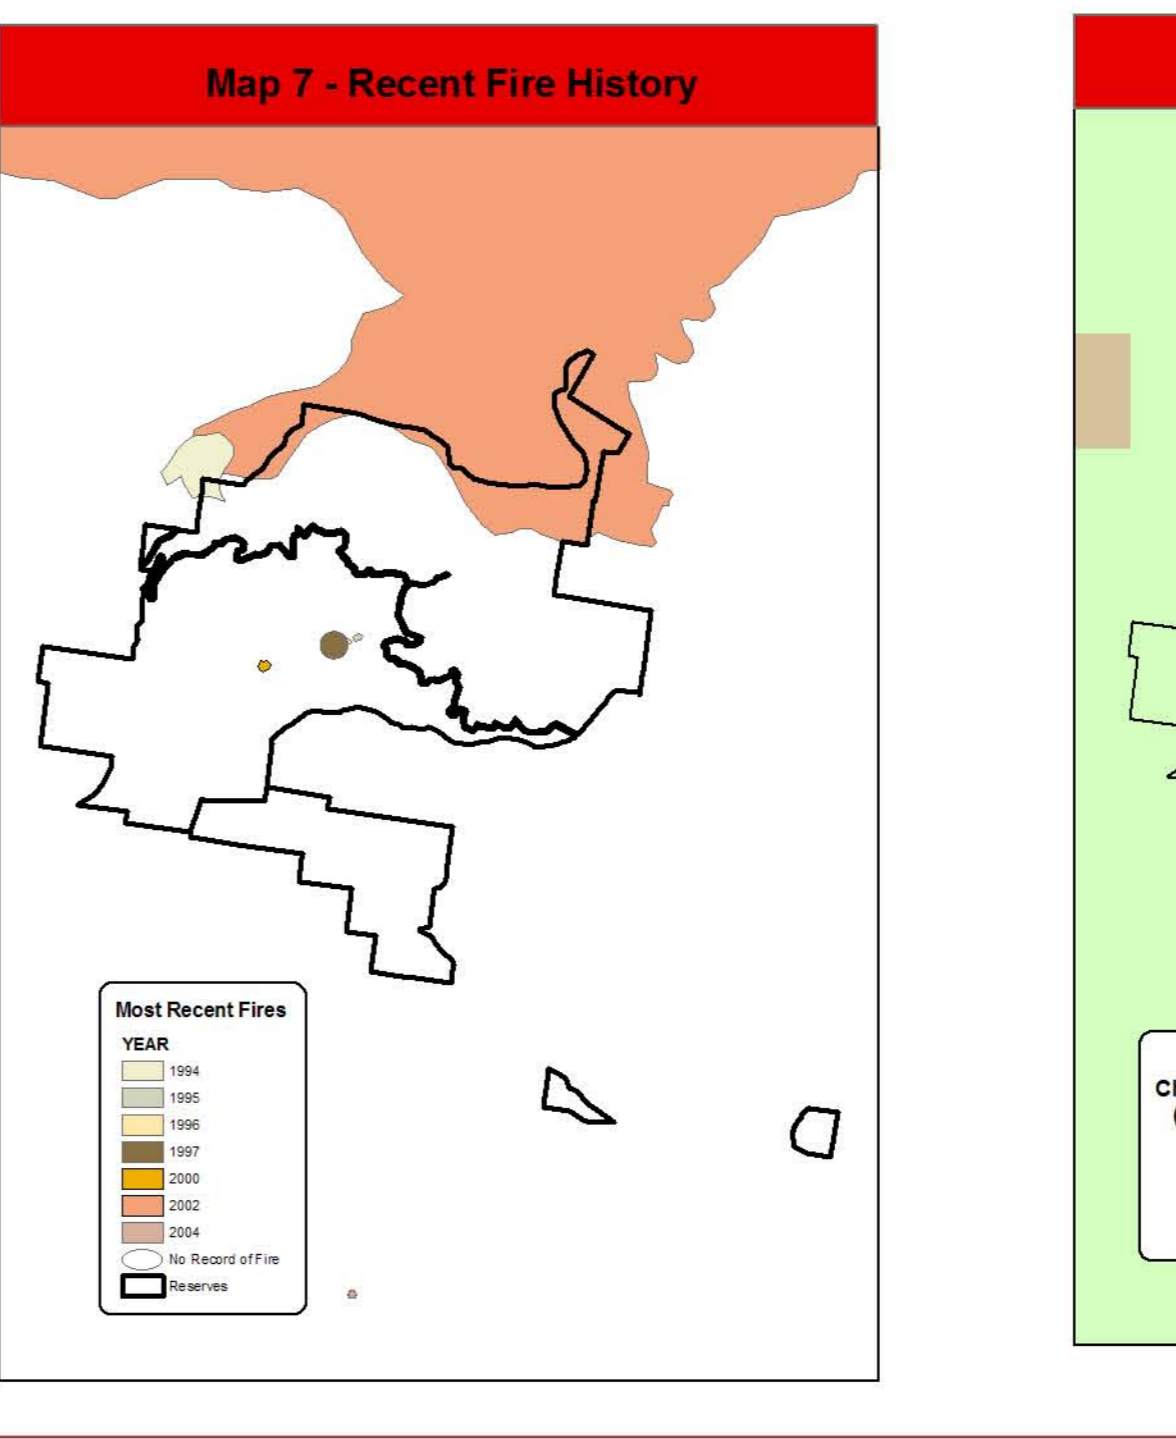 Map 7 - Recent Fire History
Most Recent Fires
YEAR
1994
1995
1996
1997
2000
2002
2004
No Record of Fire
Reserves